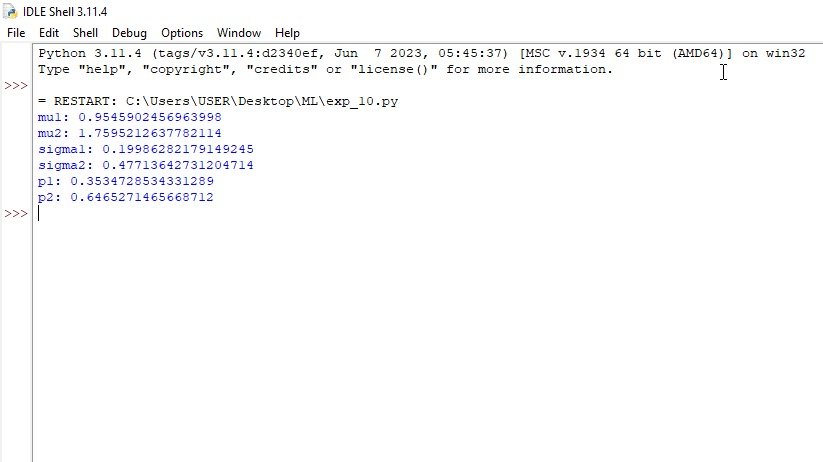 IDLE Shell 3.11.4
File Edit Shell Debug Options Window Help
Python 3.11.4 (tags/v3.11.4:d2340ef, Jun  7 2023, 05:45:37) [MSC v.1934 64 bit (AMD64)] on win32
Type "help", "copyright", "credits" or "license()" for more information.
>>>
= RESTART: C:\Users\USER\Desktop\ML\exp_10.py
mu1: 0.9545902456963998
mu2: 1.7595212637782114
sigma1: 0.19986282179149245
sigma2: 0.47713642731204714
p1: 0.3534728534331289
p2: 0.6465271465668712
>>>